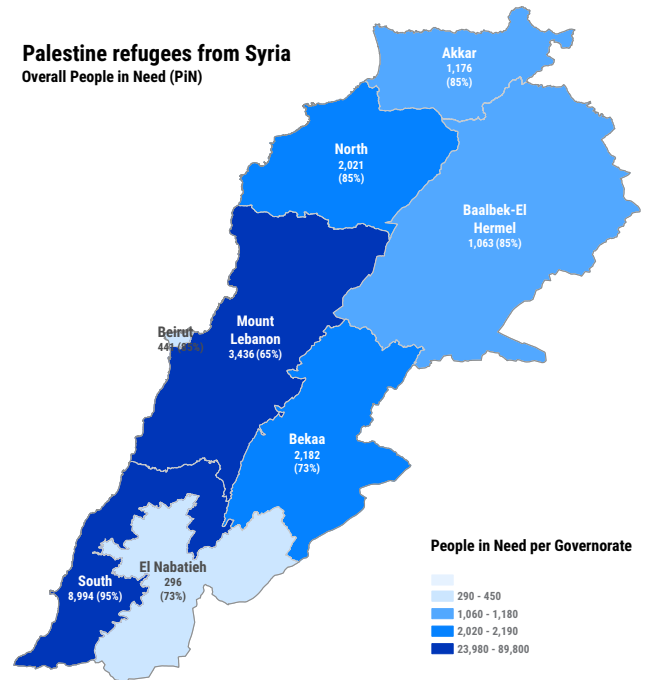 Palestine refugees from Syria
Overall People in Need (PiN)
Akkar
1,176
(85%)
North
2,021
(85%)
Baalbek-El
Hermel
1,063 (85%)
Beirut
Mount
Lebanon
3,436 (65%)
Bekaa
2,182
(73%)
El Nabatieh
296
(73%)
South
8,994 (95%)
People in Need per Governorate
290 - 450
1,060 - 1,180
2,020 - 2,190
23,980 - 89,800